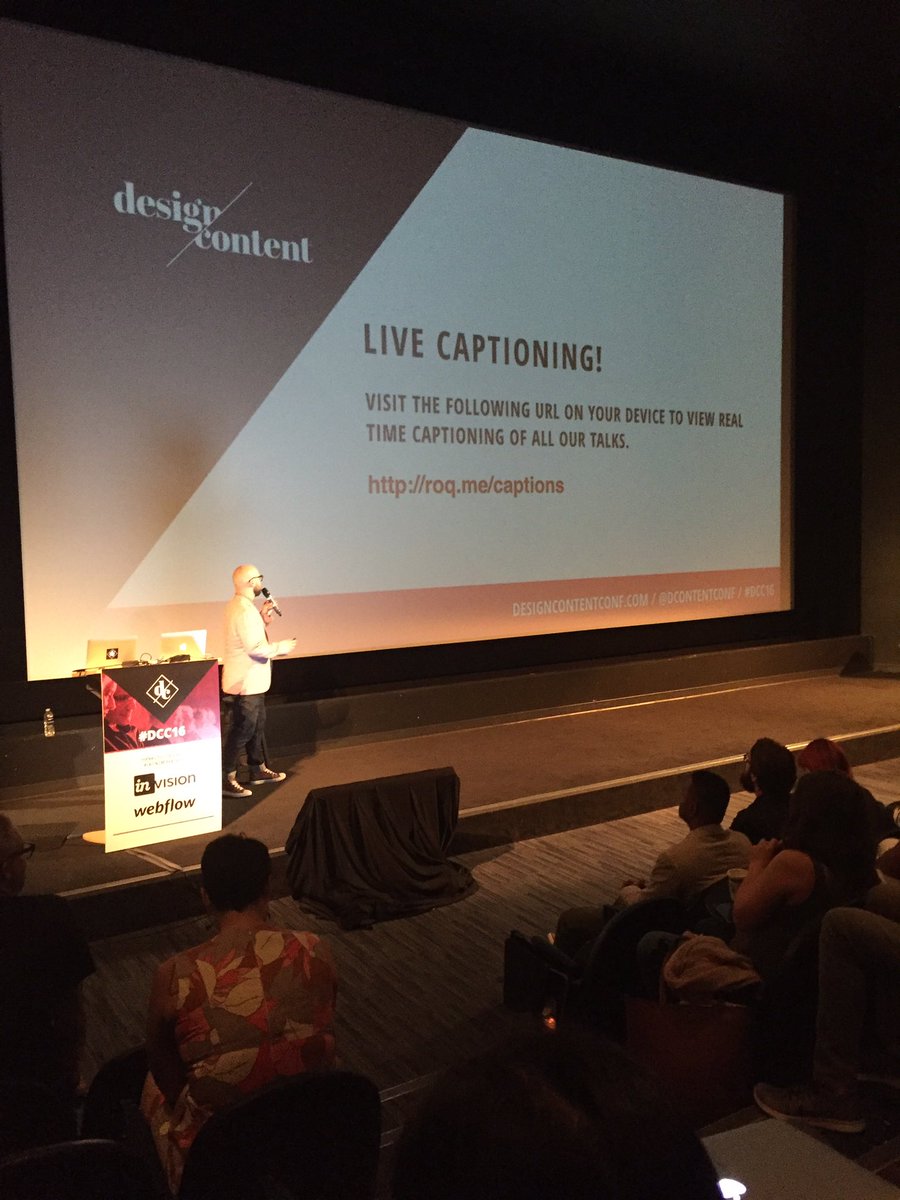 design
content
LIVE CAPTIONING!
VISIT THE FOLLOWING URL ON YOUR DEVICE TO VIEW REAL
TIME CAPTIONING OF ALL OUR TALKS.
http://roq.me/captions
DESIGNCONTENTCONF.COM / @DCONTENTCONF / #DCC16
dc
#DCC16
inVISION
webflow